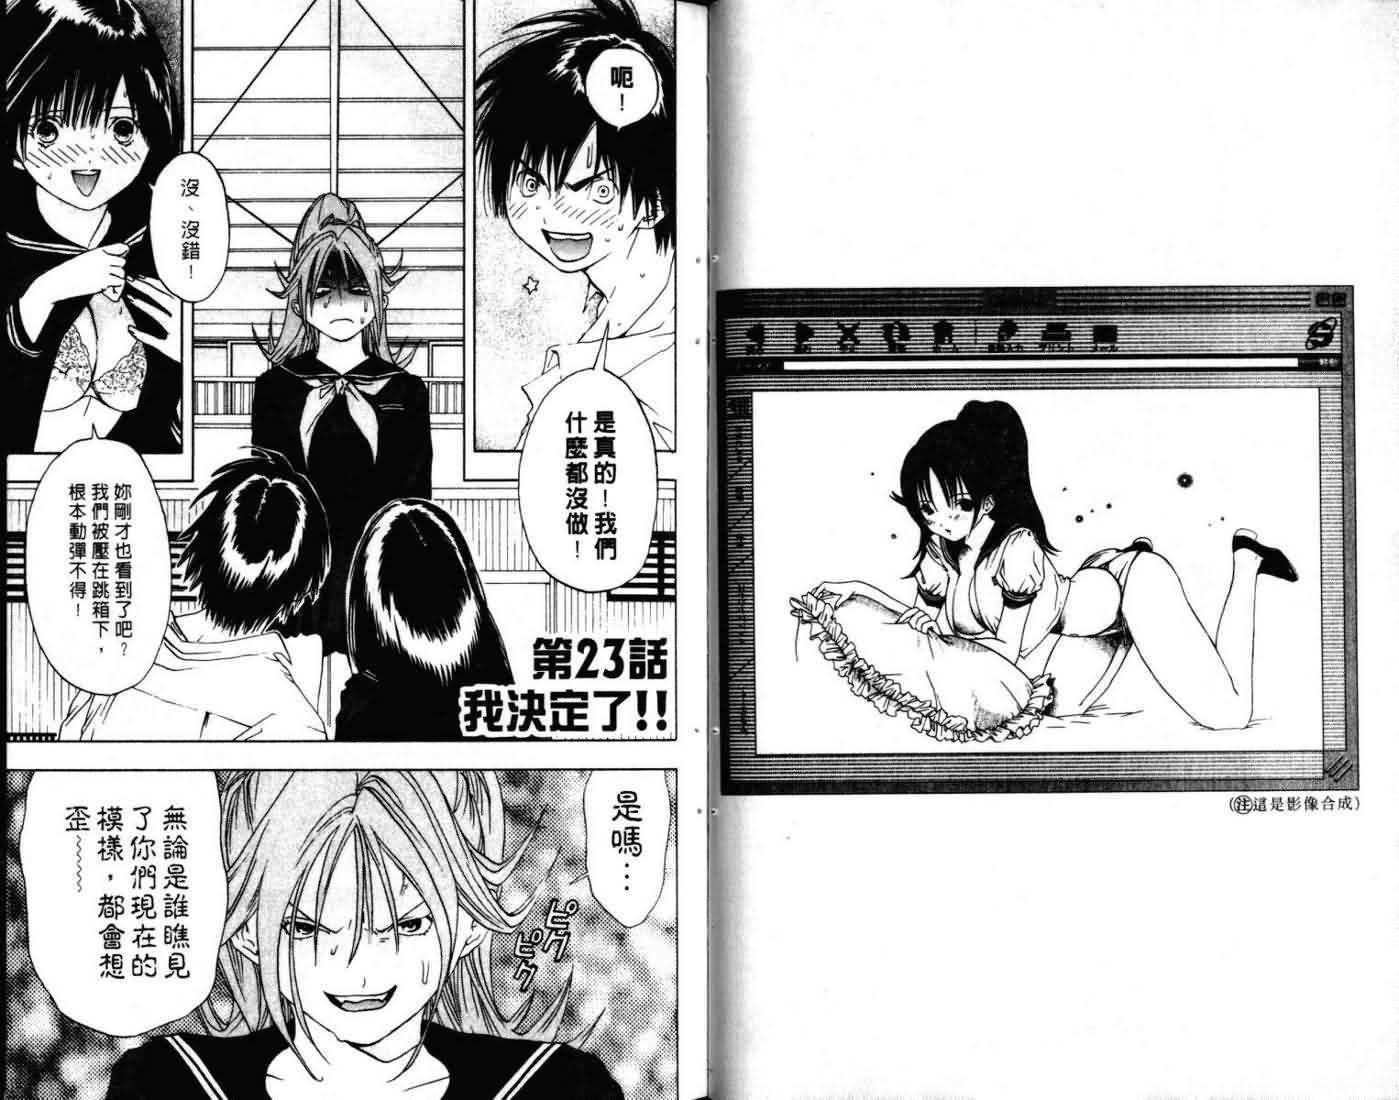 (註這是影像合成)
呃！
是真的！我們
什麼都沒做！
沒、沒錯！
妳剛才也看到了吧？
我們被壓在跳箱下，
根本動彈不得！
第23話
我決定了!!
是嗎…
ピク
ピク
無論是誰瞧見
了你們現在的
模樣，都會想
歪~~~~